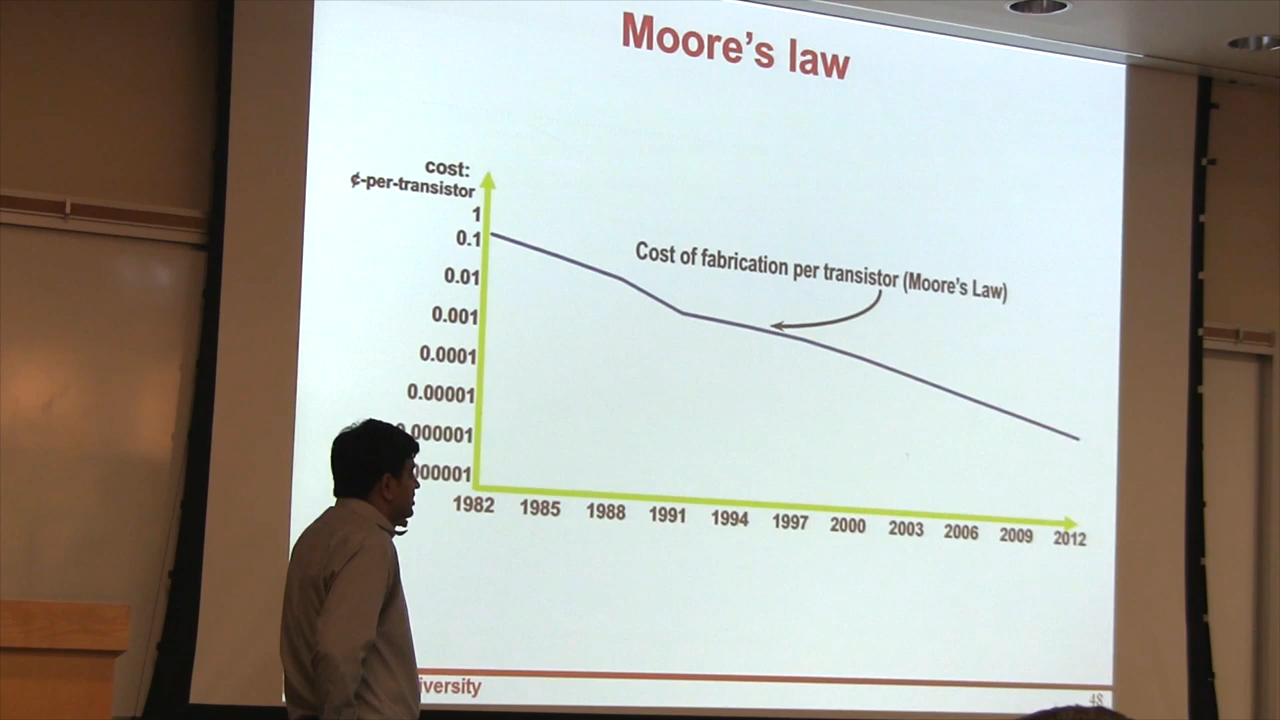 Moore's law
cost:
¢-per-transistor
1
0.1
0.01
0.001
0.0001
0.00001
Cost of fabrication per transistor (Moore's Law)
1982 1985 1988 1991 1994 1997 2000 2003 2006 2009 2012
48